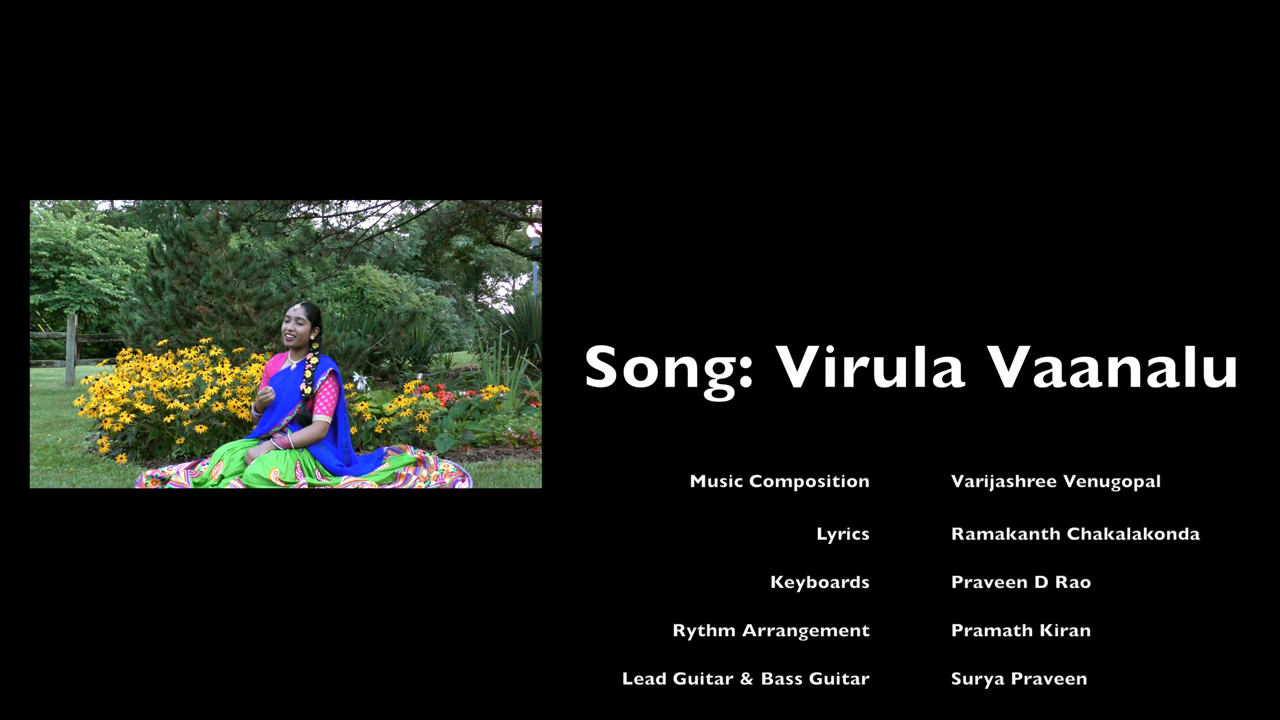 Song: Virula Vaanalu
Music Composition Varijashree Venugopal
Lyrics Ramakanth Chakalakonda
Keyboards Praveen D Rao
Rythm Arrangement Pramath Kiran
Lead Guitar & Bass Guitar Surya Praveen